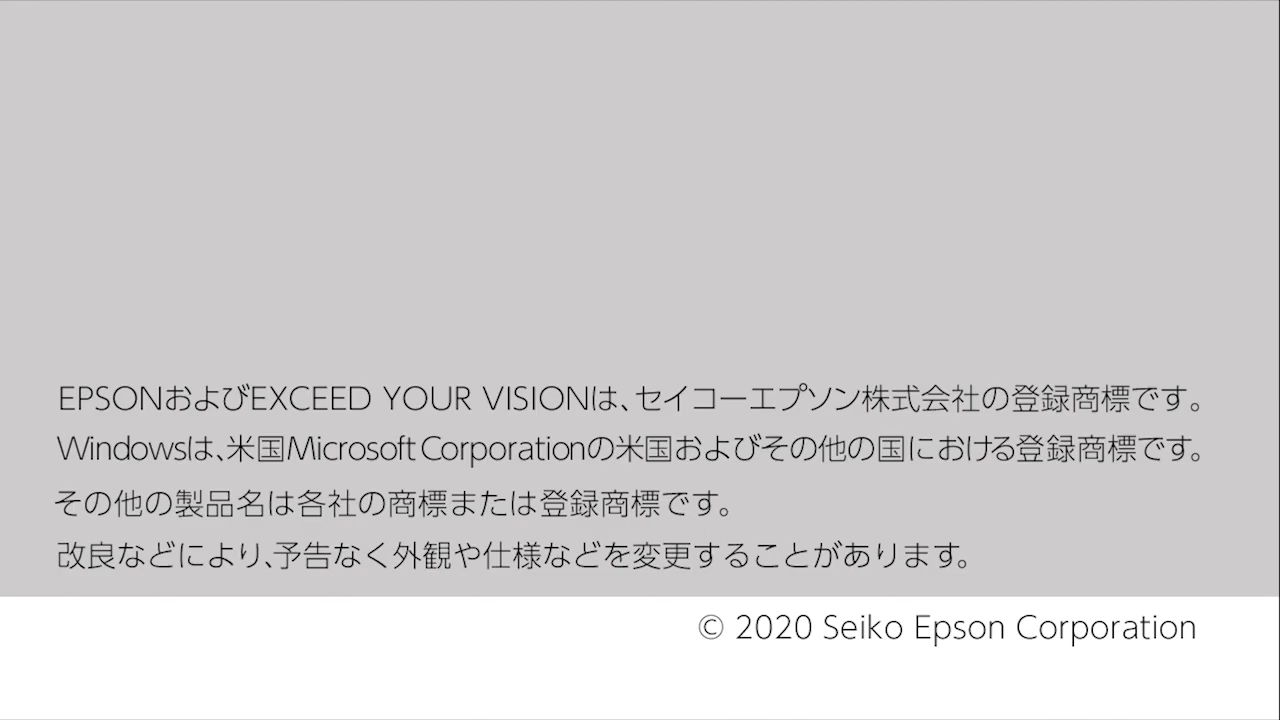 EPSONおよびEXCEED YOUR VISIONは、セイコーエプソン株式会社の登録商標です。
Windowsは、米国Microsoft Corporationの米国およびその他の国における登録商標です。
その他の製品名は各社の商標または登録商標です。
改良などにより、予告なく外観や仕様などを変更することがあります。
© 2020 Seiko Epson Corporation